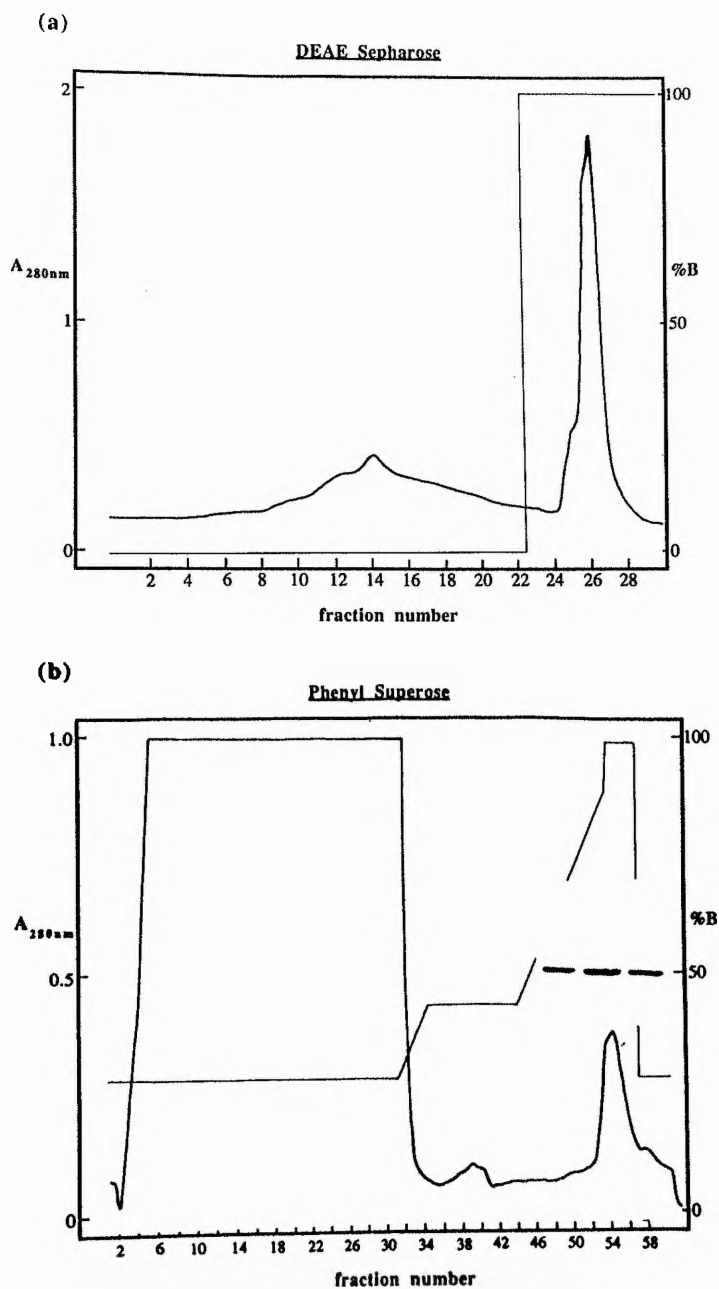 (a)
DEAE Sepharose
2
100
A280nm
%B
1
50
0
0
2 4 6 8 10 12 14 16 18 20 22 24 26 28
fraction number
(b)
Phenyl Superose
1.0
100
A280nm
%B
0.5
50
0
0
2 6 10 14 18 22 26 30 34 38 42 46 50 54 58
fraction number